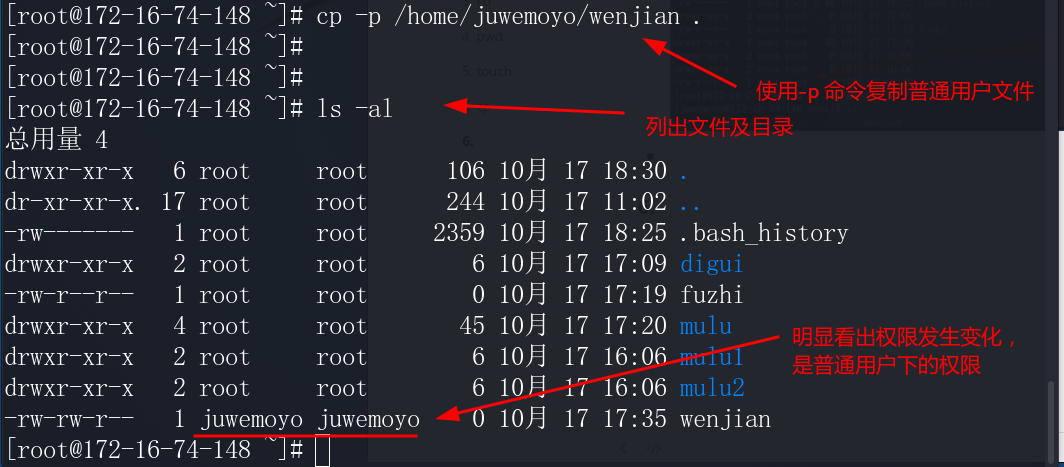 [root@172-16-74-148 ~]# cp -p /home/juwemoyo/wenjian .
[root@172-16-74-148 ~]#
[root@172-16-74-148 ~]#
使用-p 命令复制普通用户文件
[root@172-16-74-148 ~]# ls -al
列出文件及目录
总用量 4
drwxr-xr-x   6 root     root      106 10月 17 18:30 .
dr-xr-xr-x. 17 root     root      244 10月 17 11:02 ..
-rw-------   1 root     root     2359 10月 17 18:25 .bash_history
drwxr-xr-x   2 root     root        6 10月 17 17:09 digui
-rw-r--r--   1 root     root        0 10月 17 17:19 fuzhi
drwxr-xr-x   4 root     root       45 10月 17 17:20 mulu
drwxr-xr-x   2 root     root        6 10月 17 16:06 mulu1
drwxr-xr-x   2 root     root        6 10月 17 16:06 mulu2
明显看出权限发生变化，
是普通用户下的权限
-rw-rw-r--   1 juwemoyo juwemoyo    0 10月 17 17:35 wenjian
[root@172-16-74-148 ~]#
4. pwd
5. touch
6.